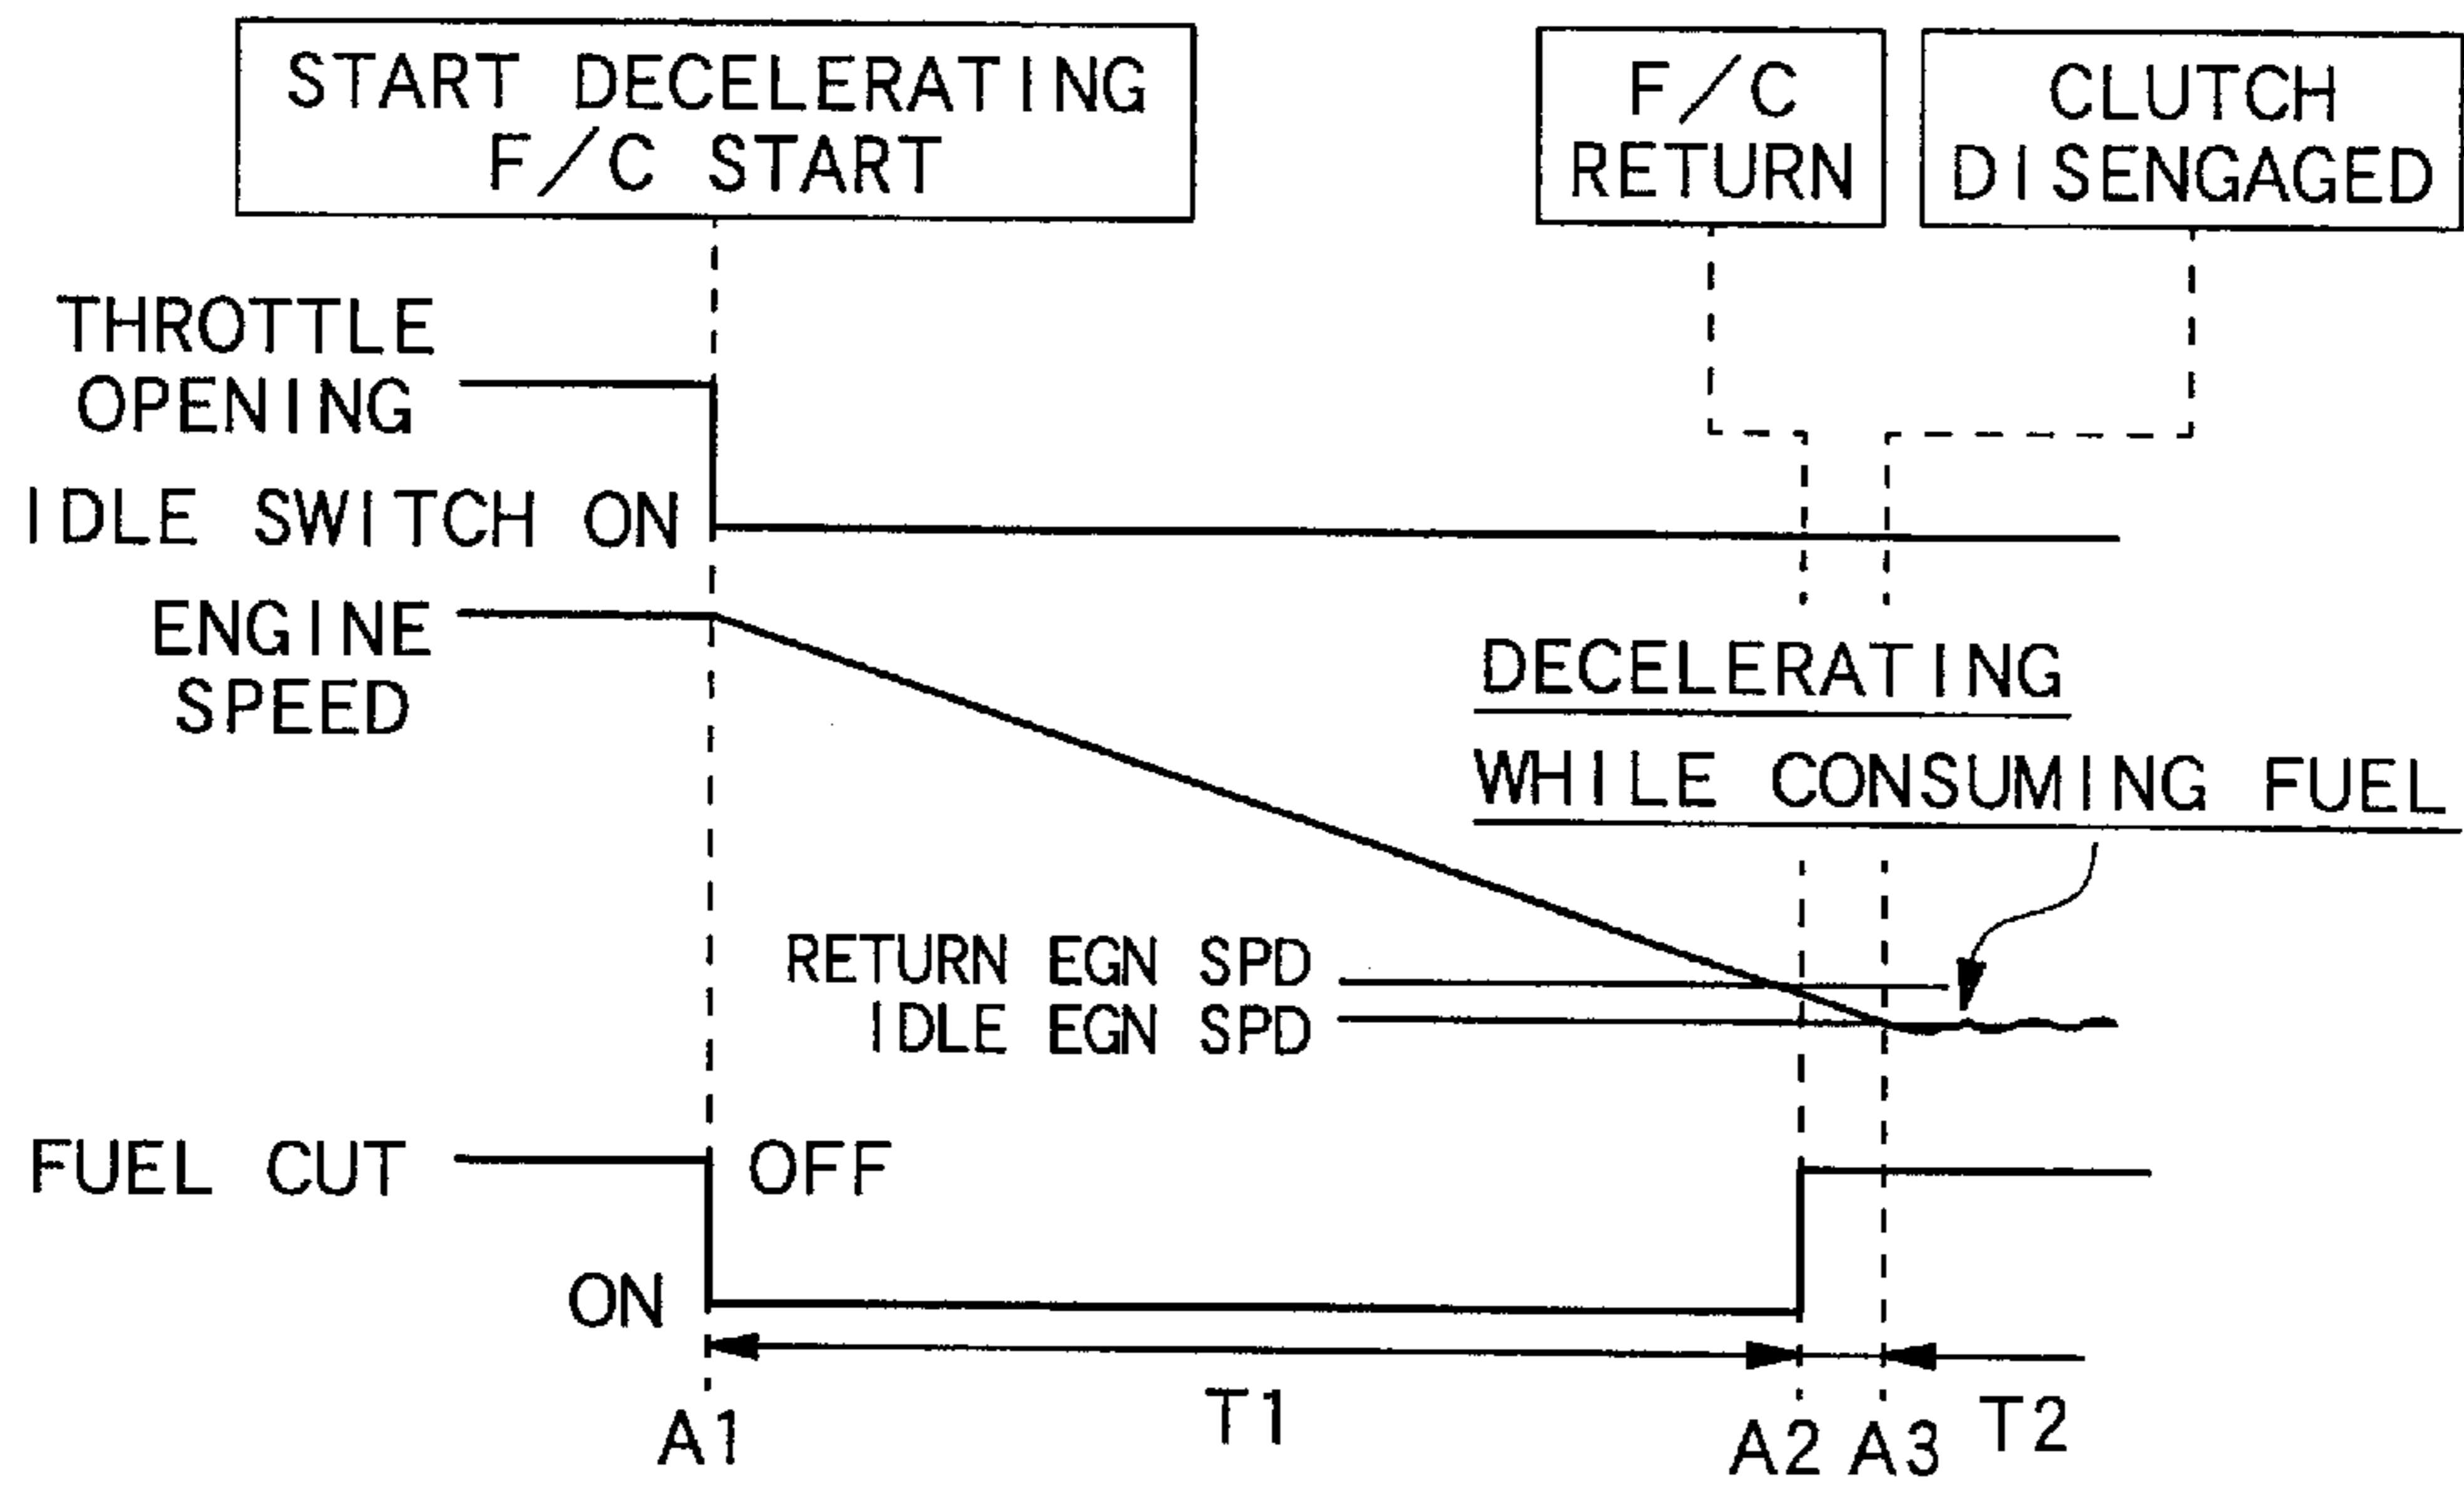 START DECELERATING
F/C START
F/C
RETURN
CLUTCH
DISENGAGED
THROTTLE
OPENING
IDLE SWITCH ON
ENGINE
SPEED
DECELERATING
WHILE CONSUMING FUEL
RETURN EGN SPD
IDLE EGN SPD
FUEL CUT
OFF
ON
T1
A1
A2
A3
T2